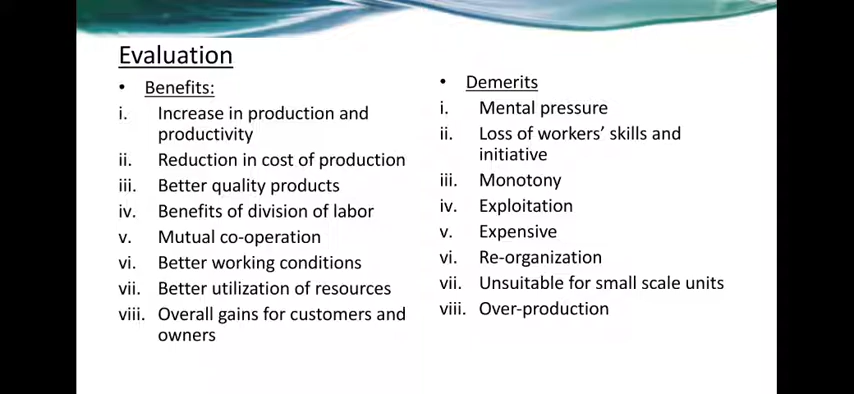 Evaluation
• Benefits:
i. Increase in production and
productivity
ii. Reduction in cost of production
iii. Better quality products
iv. Benefits of division of labor
v. Mutual co-operation
vi. Better working conditions
vii. Better utilization of resources
viii. Overall gains for customers and
owners
• Demerits
i. Mental pressure
ii. Loss of workers’ skills and
initiative
iii. Monotony
iv. Exploitation
v. Expensive
vi. Re-organization
vii. Unsuitable for small scale units
viii. Over-production